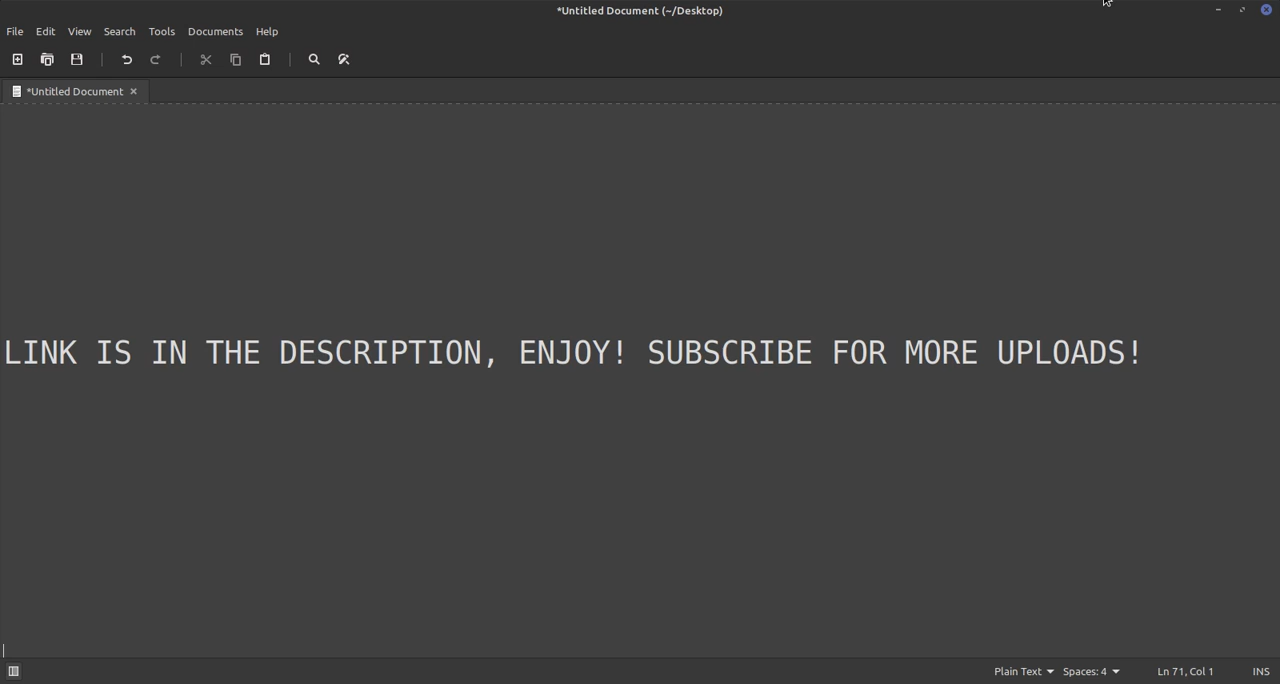 *Untitled Document (~/Desktop)
File Edit View Search Tools Documents Help
*Untitled Document
LINK IS IN THE DESCRIPTION, ENJOY! SUBSCRIBE FOR MORE UPLOADS!
Plain Text Spaces: 4 Ln 71, Col 1 INS